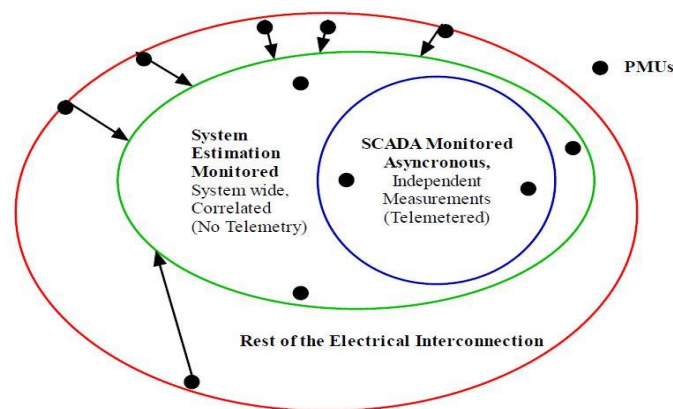 PMUs
System
Estimation
Monitored
System wide,
Correlated
(No Telemetry)
SCADA Monitored
Asyncronous,
Independent
Measurements
(Telemetered)
Rest of the Electrical Interconnection